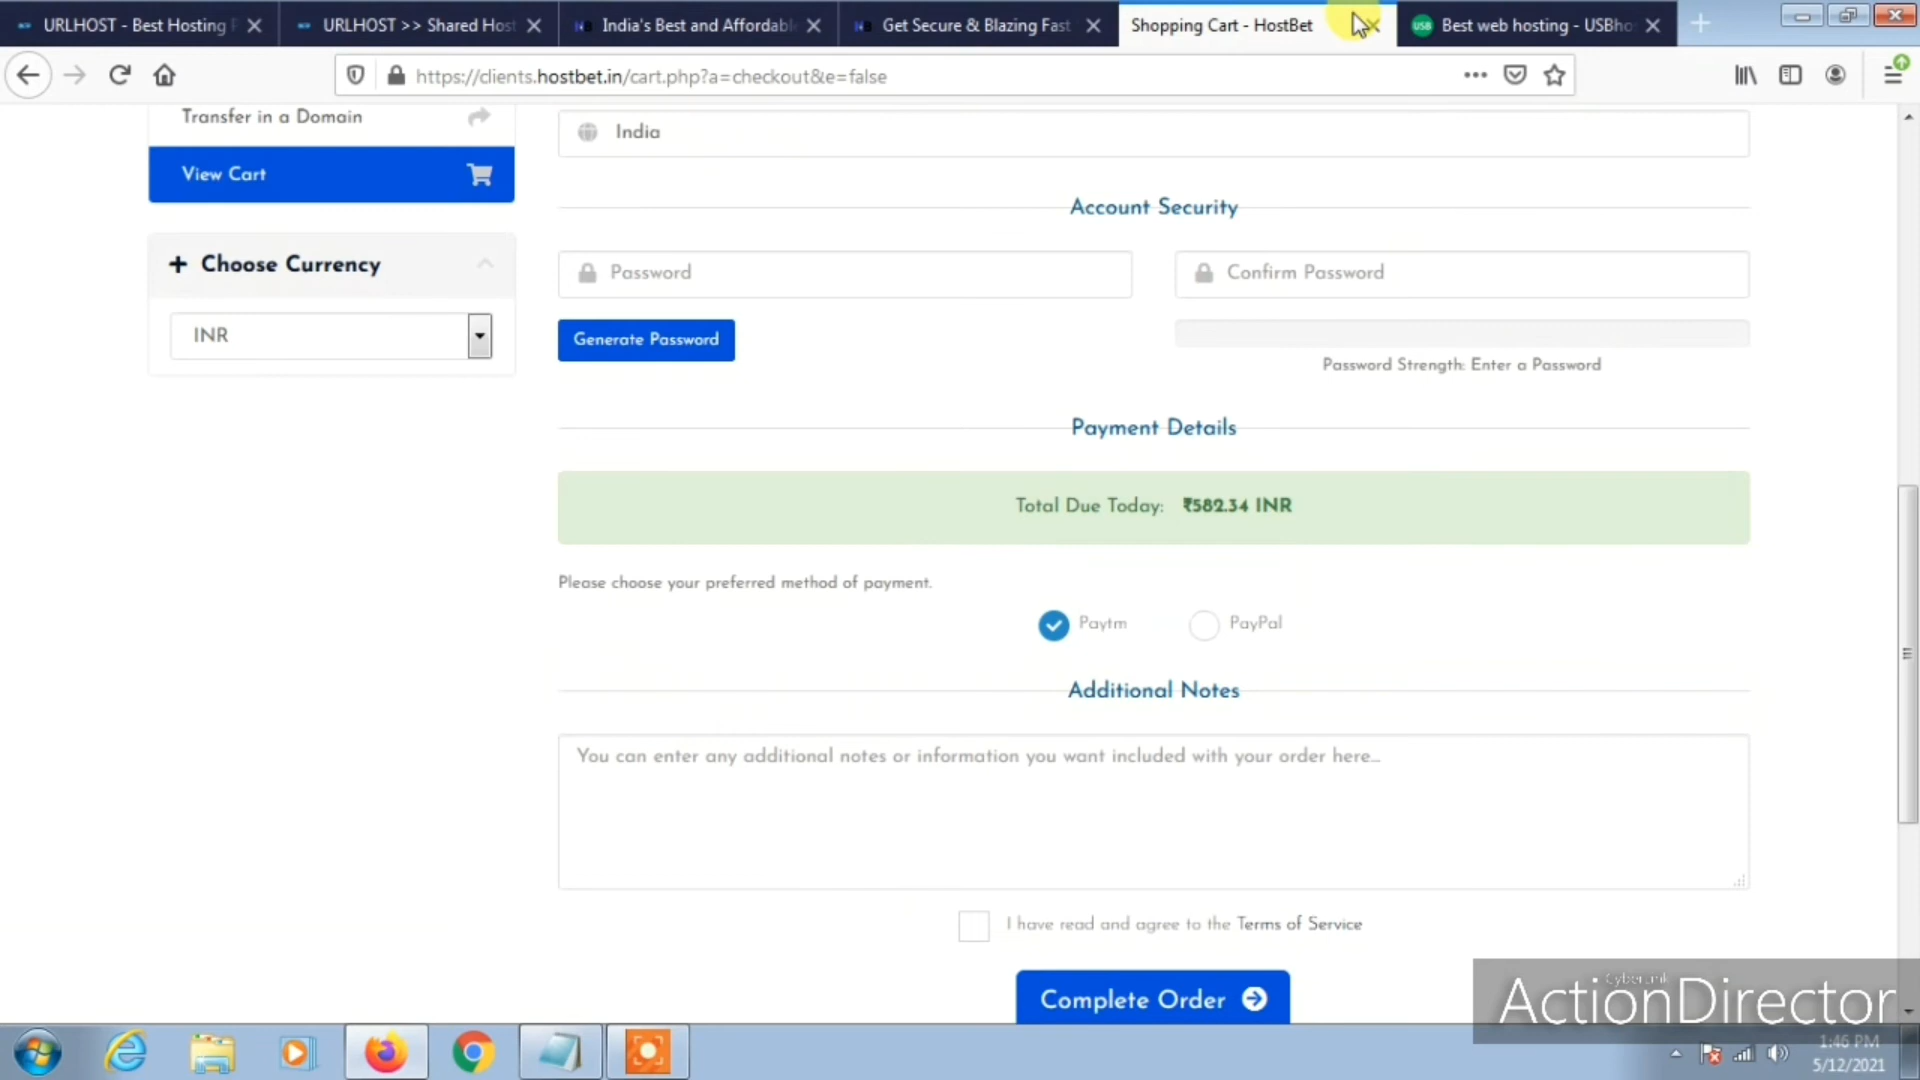 URLHOST - Best Hosting
URLHOST >> Shared Host
India's Best and Affordabl
Get Secure & Blazing Fast
Shopping Cart - HostBet
USB
Best web hosting - USBho
https://clients.hostbet.in/cart.php?a=checkout&e=false
Transfer in a Domain
India
View Cart
Account Security
Choose Currency
Password
Confirm Password
INR
Generate Password
Password Strength: Enter a Password
Payment Details
Total Due Today: ₹582.34 INR
Please choose your preferred method of payment.
Paytm
PayPal
Additional Notes
You can enter any additional notes or information you want included with your order here...
I have read and agree to the Terms of Service
Complete Order
CyberLink
ActionDirector
1:46 PM
5/12/2021